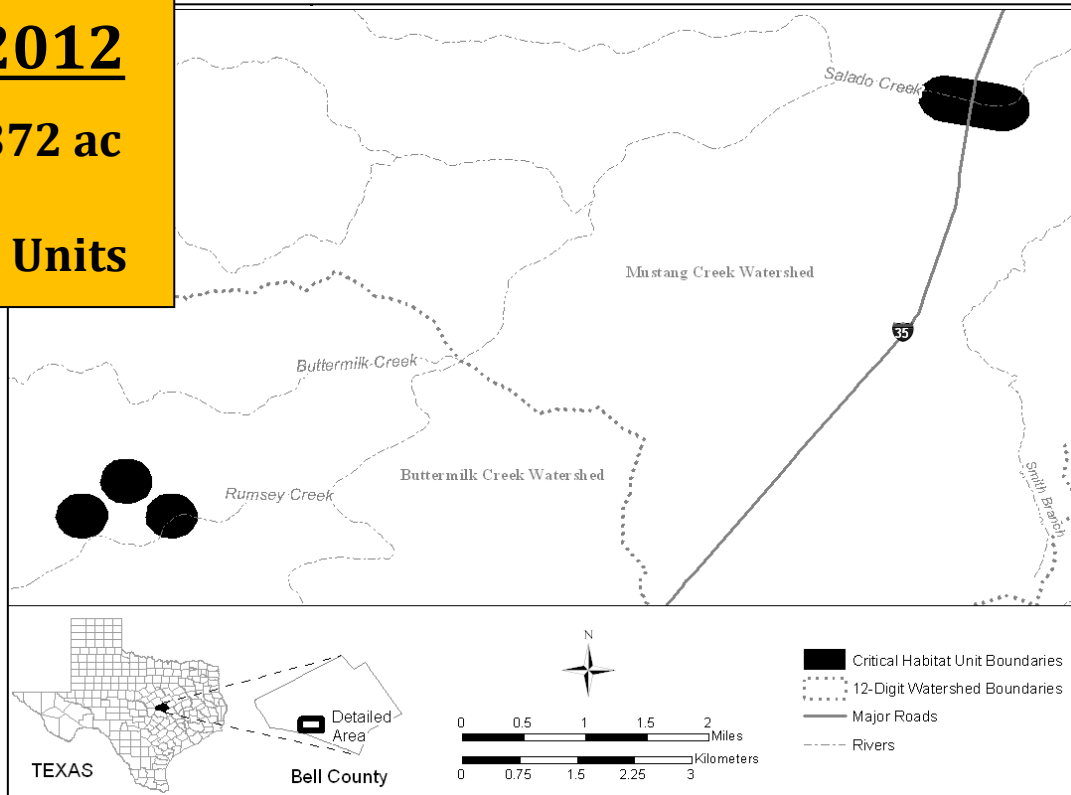 2012
372 ac
Units
Salado Creek
Mustang Creek Watershed
35
Buttermilk Creek
Buttermilk Creek Watershed
Rumsey Creek
Smith Branch
TEXAS
Detailed
Area
Bell County
N
0 0.5 1 1.5 2
Miles
Kilometers
0 0.75 1.5 2.25 3
Critical Habitat Unit Boundaries
12-Digit Watershed Boundaries
Major Roads
Rivers